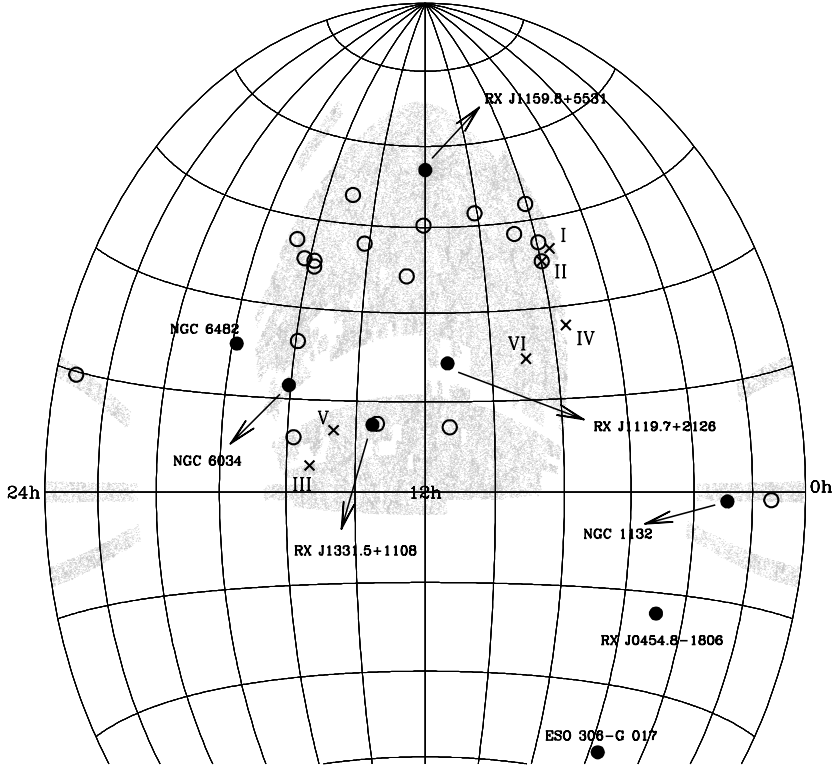 RX J1159.8+5531
I
II
NGC 6482
IV
VI
V
RX J1119.7+2126
NGC 6034
III
24h
12h
0h
NGC 1132
RX J1331.5+1108
RX J0454.8-1806
ESO 306-G 017